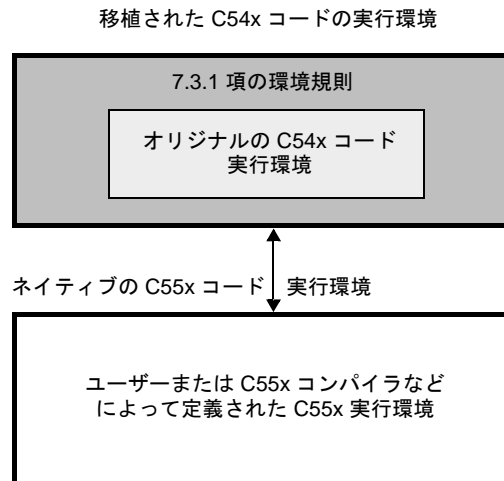 移植された C54x コードの実行環境
7.3.1 項の環境規則
オリジナルの C54x コード
実行環境
ネイティブの C55x コード 実行環境
ユーザーまたは C55x コンパイラなど
によって定義された C55x 実行環境